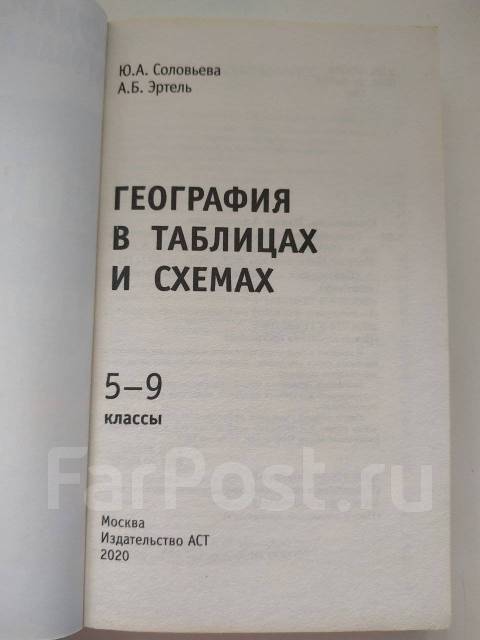 Ю.А. Соловьева
А.Б. Эртель
ГЕОГРАФИЯ
В ТАБЛИЦАХ
И СХЕМАХ
5–9
классы
FarPost.ru
Москва
Издательство АСТ
2020